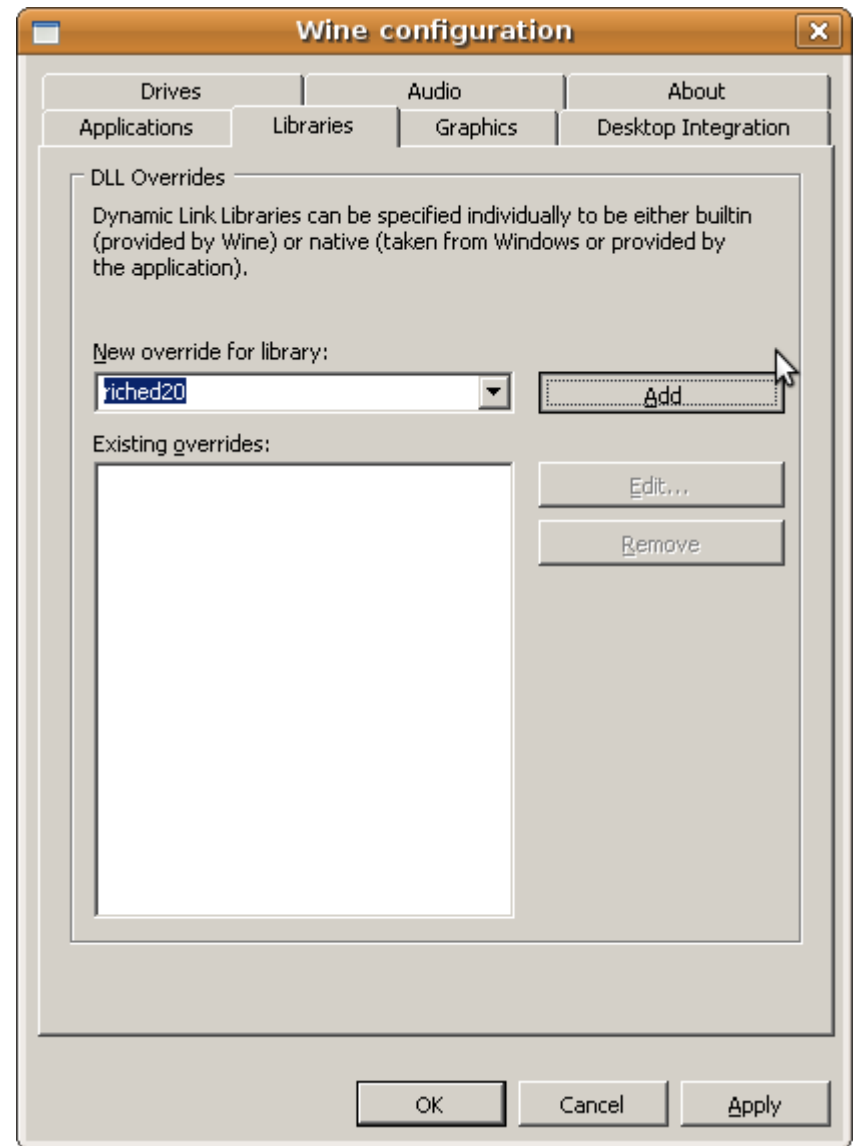 Wine configuration
Drives
Audio
About
Applications
Libraries
Graphics
Desktop Integration
DLL Overrides
Dynamic Link Libraries can be specified individually to be either builtin
(provided by Wine) or native (taken from Windows or provided by
the application).
New override for library:
riched20
Add
Existing overrides:
Edit...
Remove
OK
Cancel
Apply